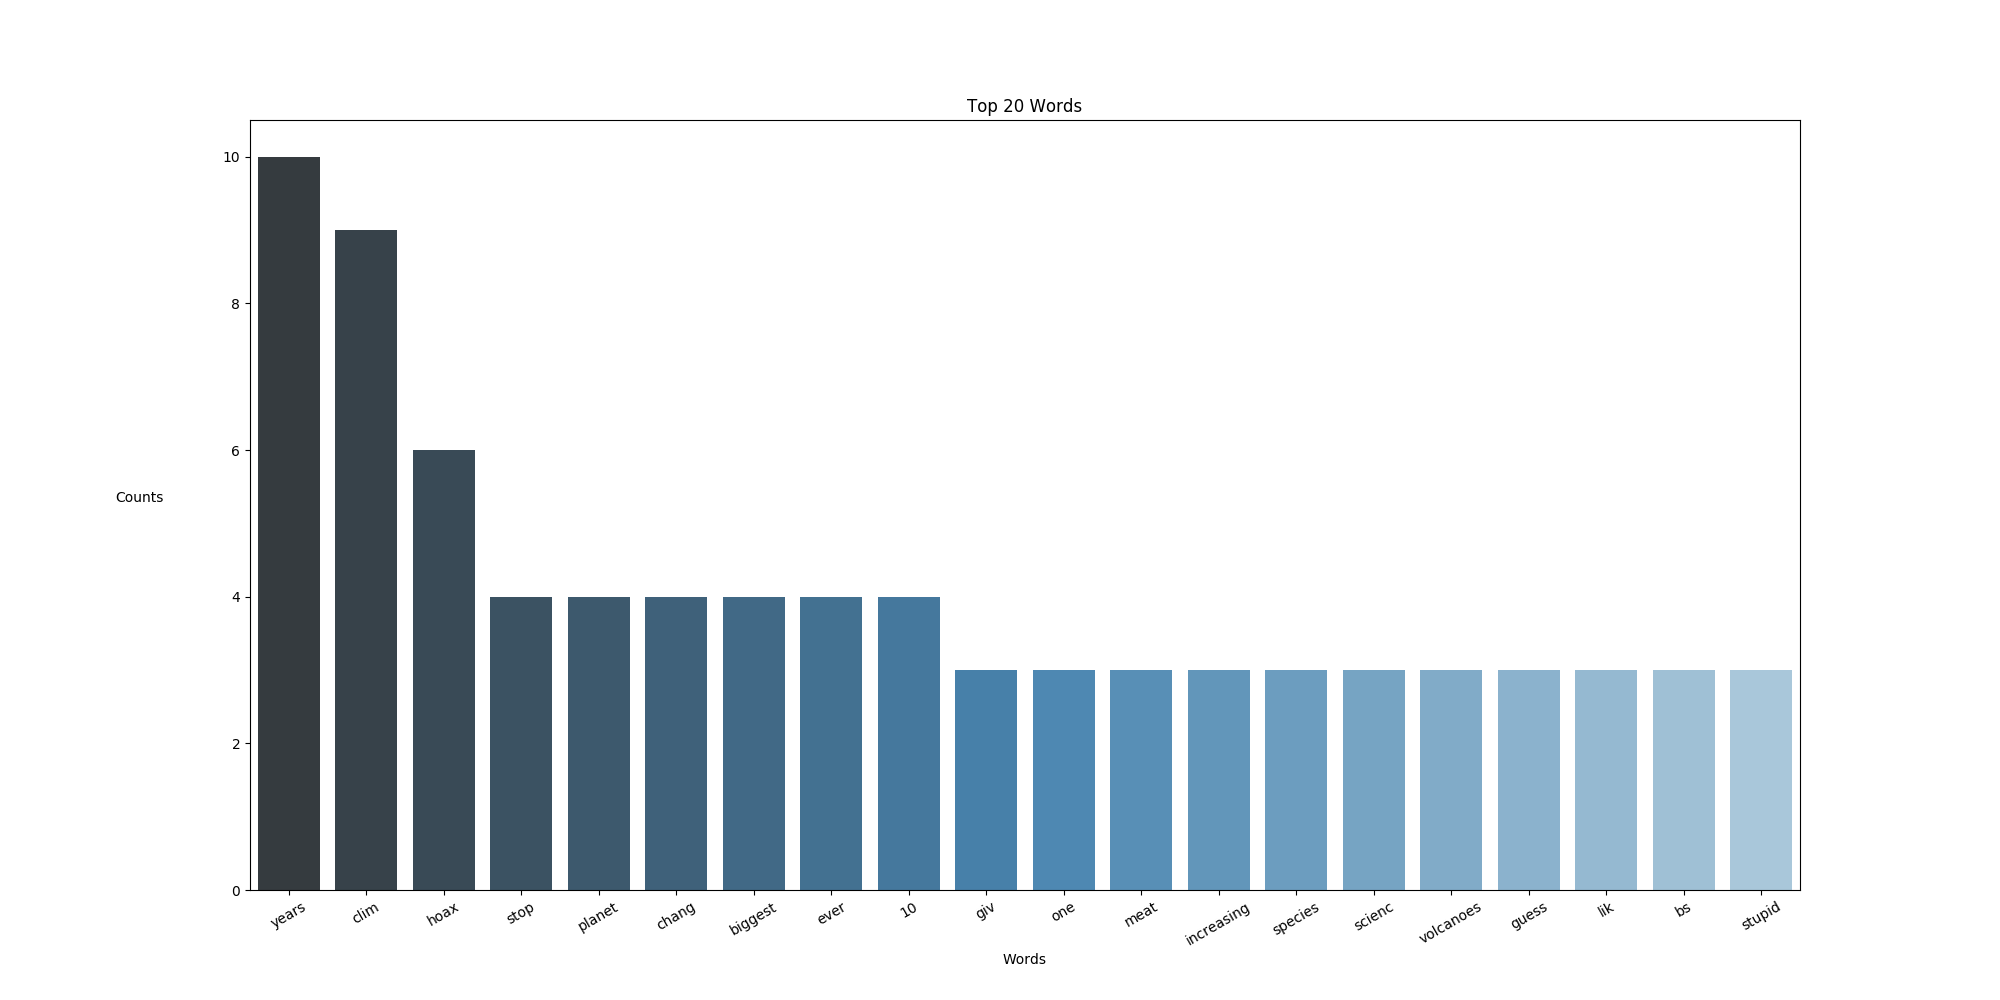 Top 20 Words
10
8
6
4
2
0
Counts
years clim hoax stop planet chang biggest ever 10 giv one meat increasing species scienc volcanoes guess lik bs stupid
Words